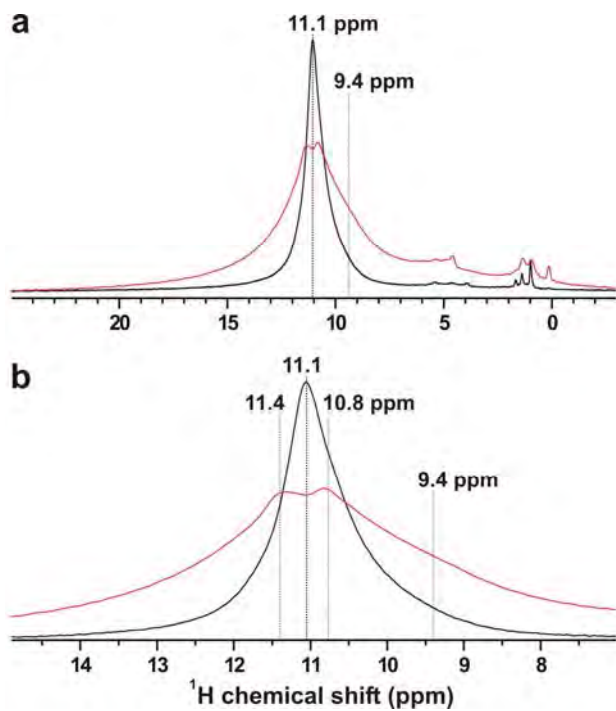 a
11.1 ppm
9.4 ppm
20 15 10 5 0
b
11.1
11.4 10.8 ppm
9.4 ppm
14 13 12 11 10 9 8
¹H chemical shift (ppm)